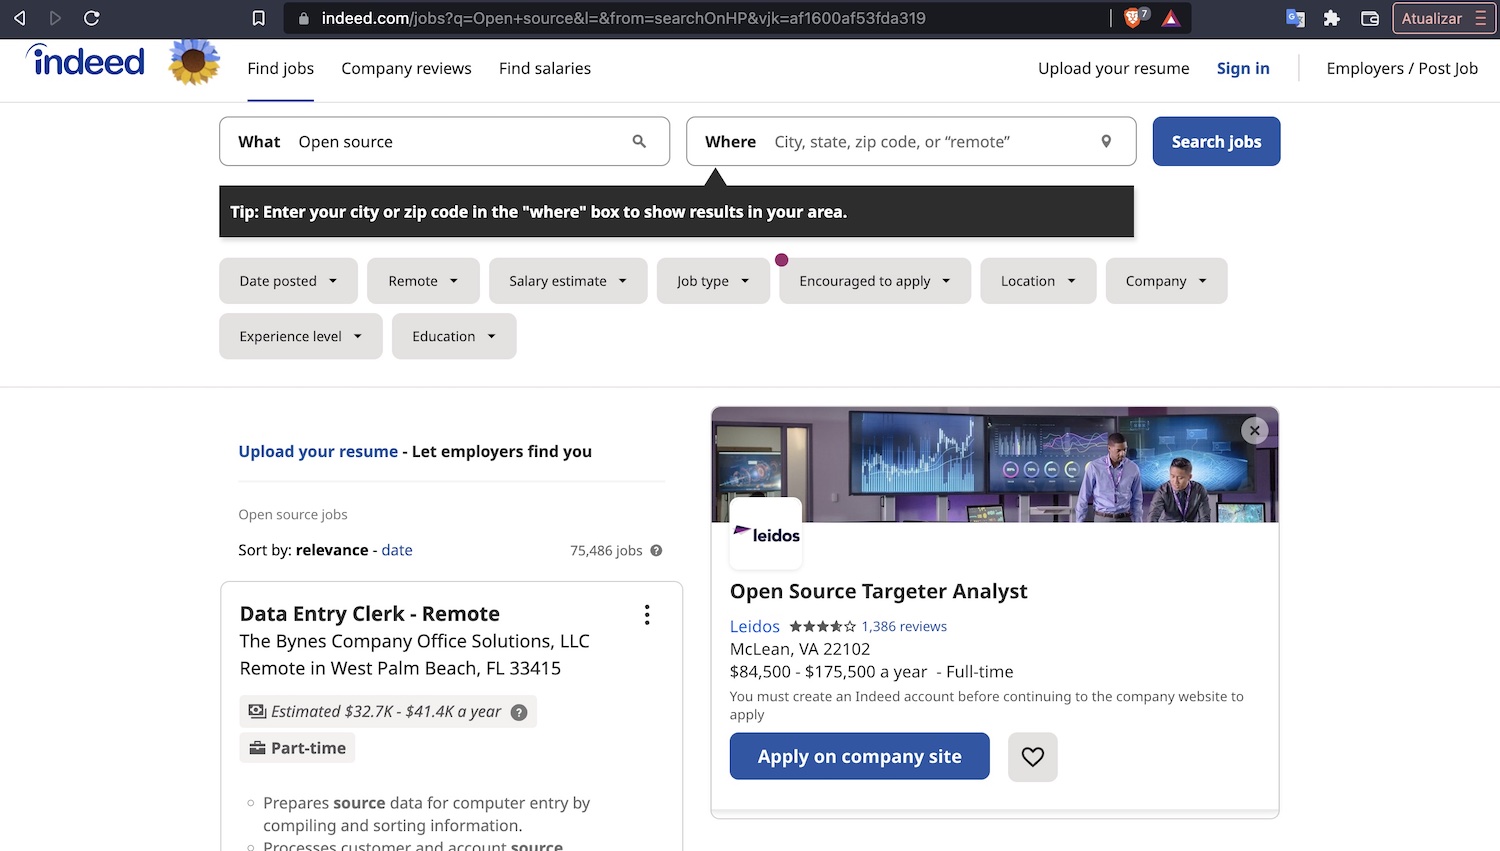 indeed.com/jobs?q=Open+source&l=&from=searchOnHP&vjk=af1600af53fda319
7
Atualizar
indeed
Find jobs
Company reviews
Find salaries
Upload your resume
Sign in
Employers / Post Job
What Open source
Where City, state, zip code, or “remote”
Search jobs
Tip: Enter your city or zip code in the "where" box to show results in your area.
Date posted
Remote
Salary estimate
Job type
Encouraged to apply
Location
Company
Experience level
Education
Upload your resume - Let employers find you
Open source jobs
Sort by: relevance - date
75,486 jobs
Data Entry Clerk - Remote
The Bynes Company Office Solutions, LLC
Remote in West Palm Beach, FL 33415
Estimated $32.7K - $41.4K a year
Part-time
Prepares source data for computer entry by
compiling and sorting information.
Processes customer and account source
leidos
Open Source Targeter Analyst
Leidos 1,386 reviews
McLean, VA 22102
$84,500 - $175,500 a year - Full-time
You must create an Indeed account before continuing to the company website to
apply
Apply on company site